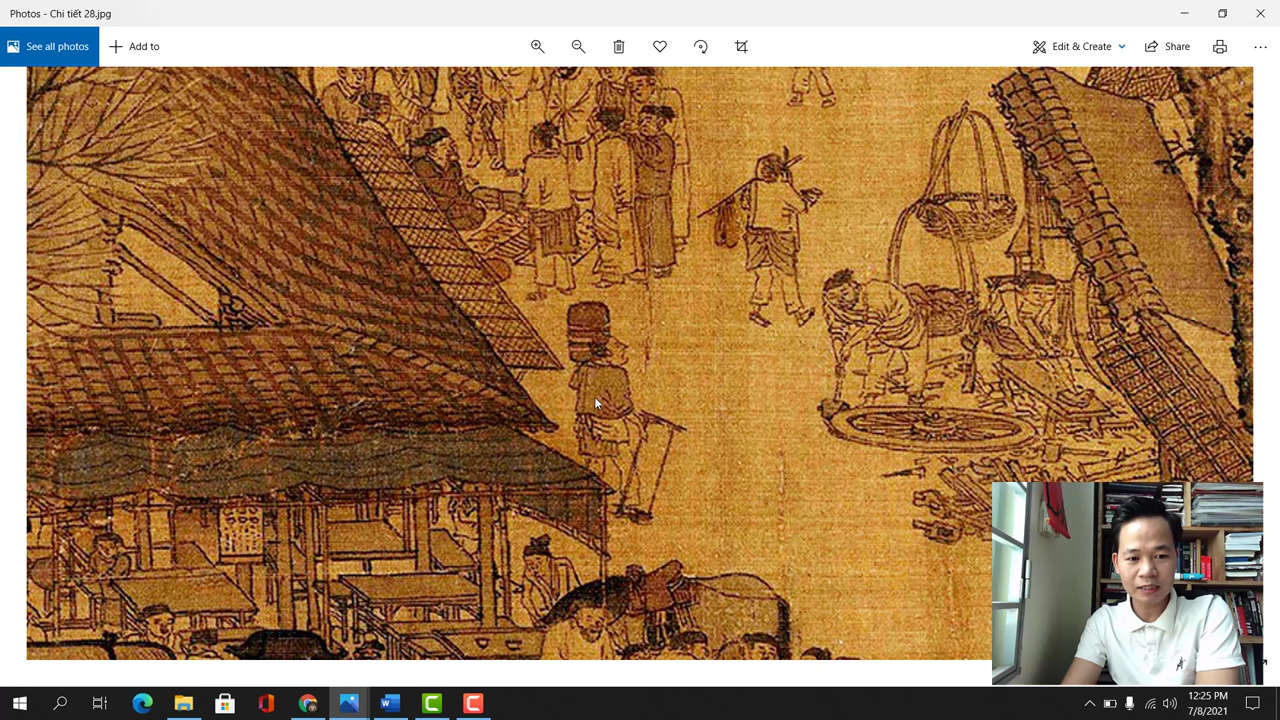 Photos - Chi tiết 28.jpg
See all photos
Add to
Edit & Create
Share
12:25 PM
7/8/2021